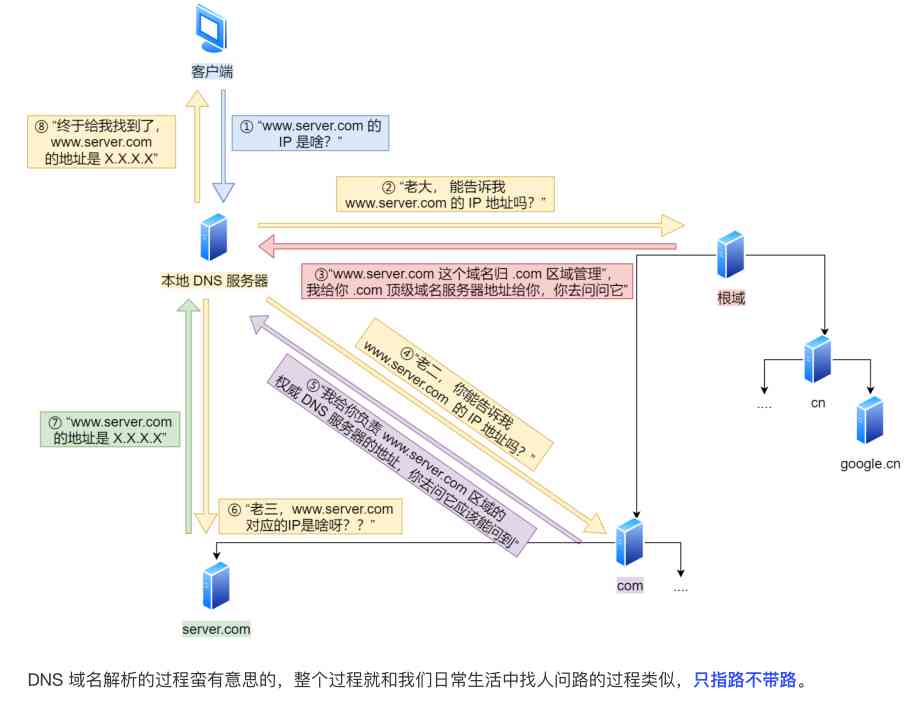 客户端
⑧ “终于给我找到了，
www.server.com
的地址是 X.X.X.X”
① “www.server.com 的
IP 是啥？”
② “老大， 能告诉我
www.server.com 的 IP 地址吗？”
本地 DNS 服务器
③“www.server.com 这个域名归 .com 区域管理”，
我给你 .com 顶级域名服务器地址给你，你去问问它”
根域
④“老二， 你能告诉我
www.server.com 的 IP 地址吗？”
⑤“我给你负责 www.server.com 区域的
权威 DNS 服务器的地址，你去问它应该能问到”
....
cn
google.cn
⑦ “www.server.com
的地址是 X.X.X.X”
⑥ “老三，www.server.com
对应的IP是啥呀？？”
com
....
server.com
DNS 域名解析的过程蛮有意思的，整个过程就和我们日常生活中找人问路的过程类似，只指路不带路。